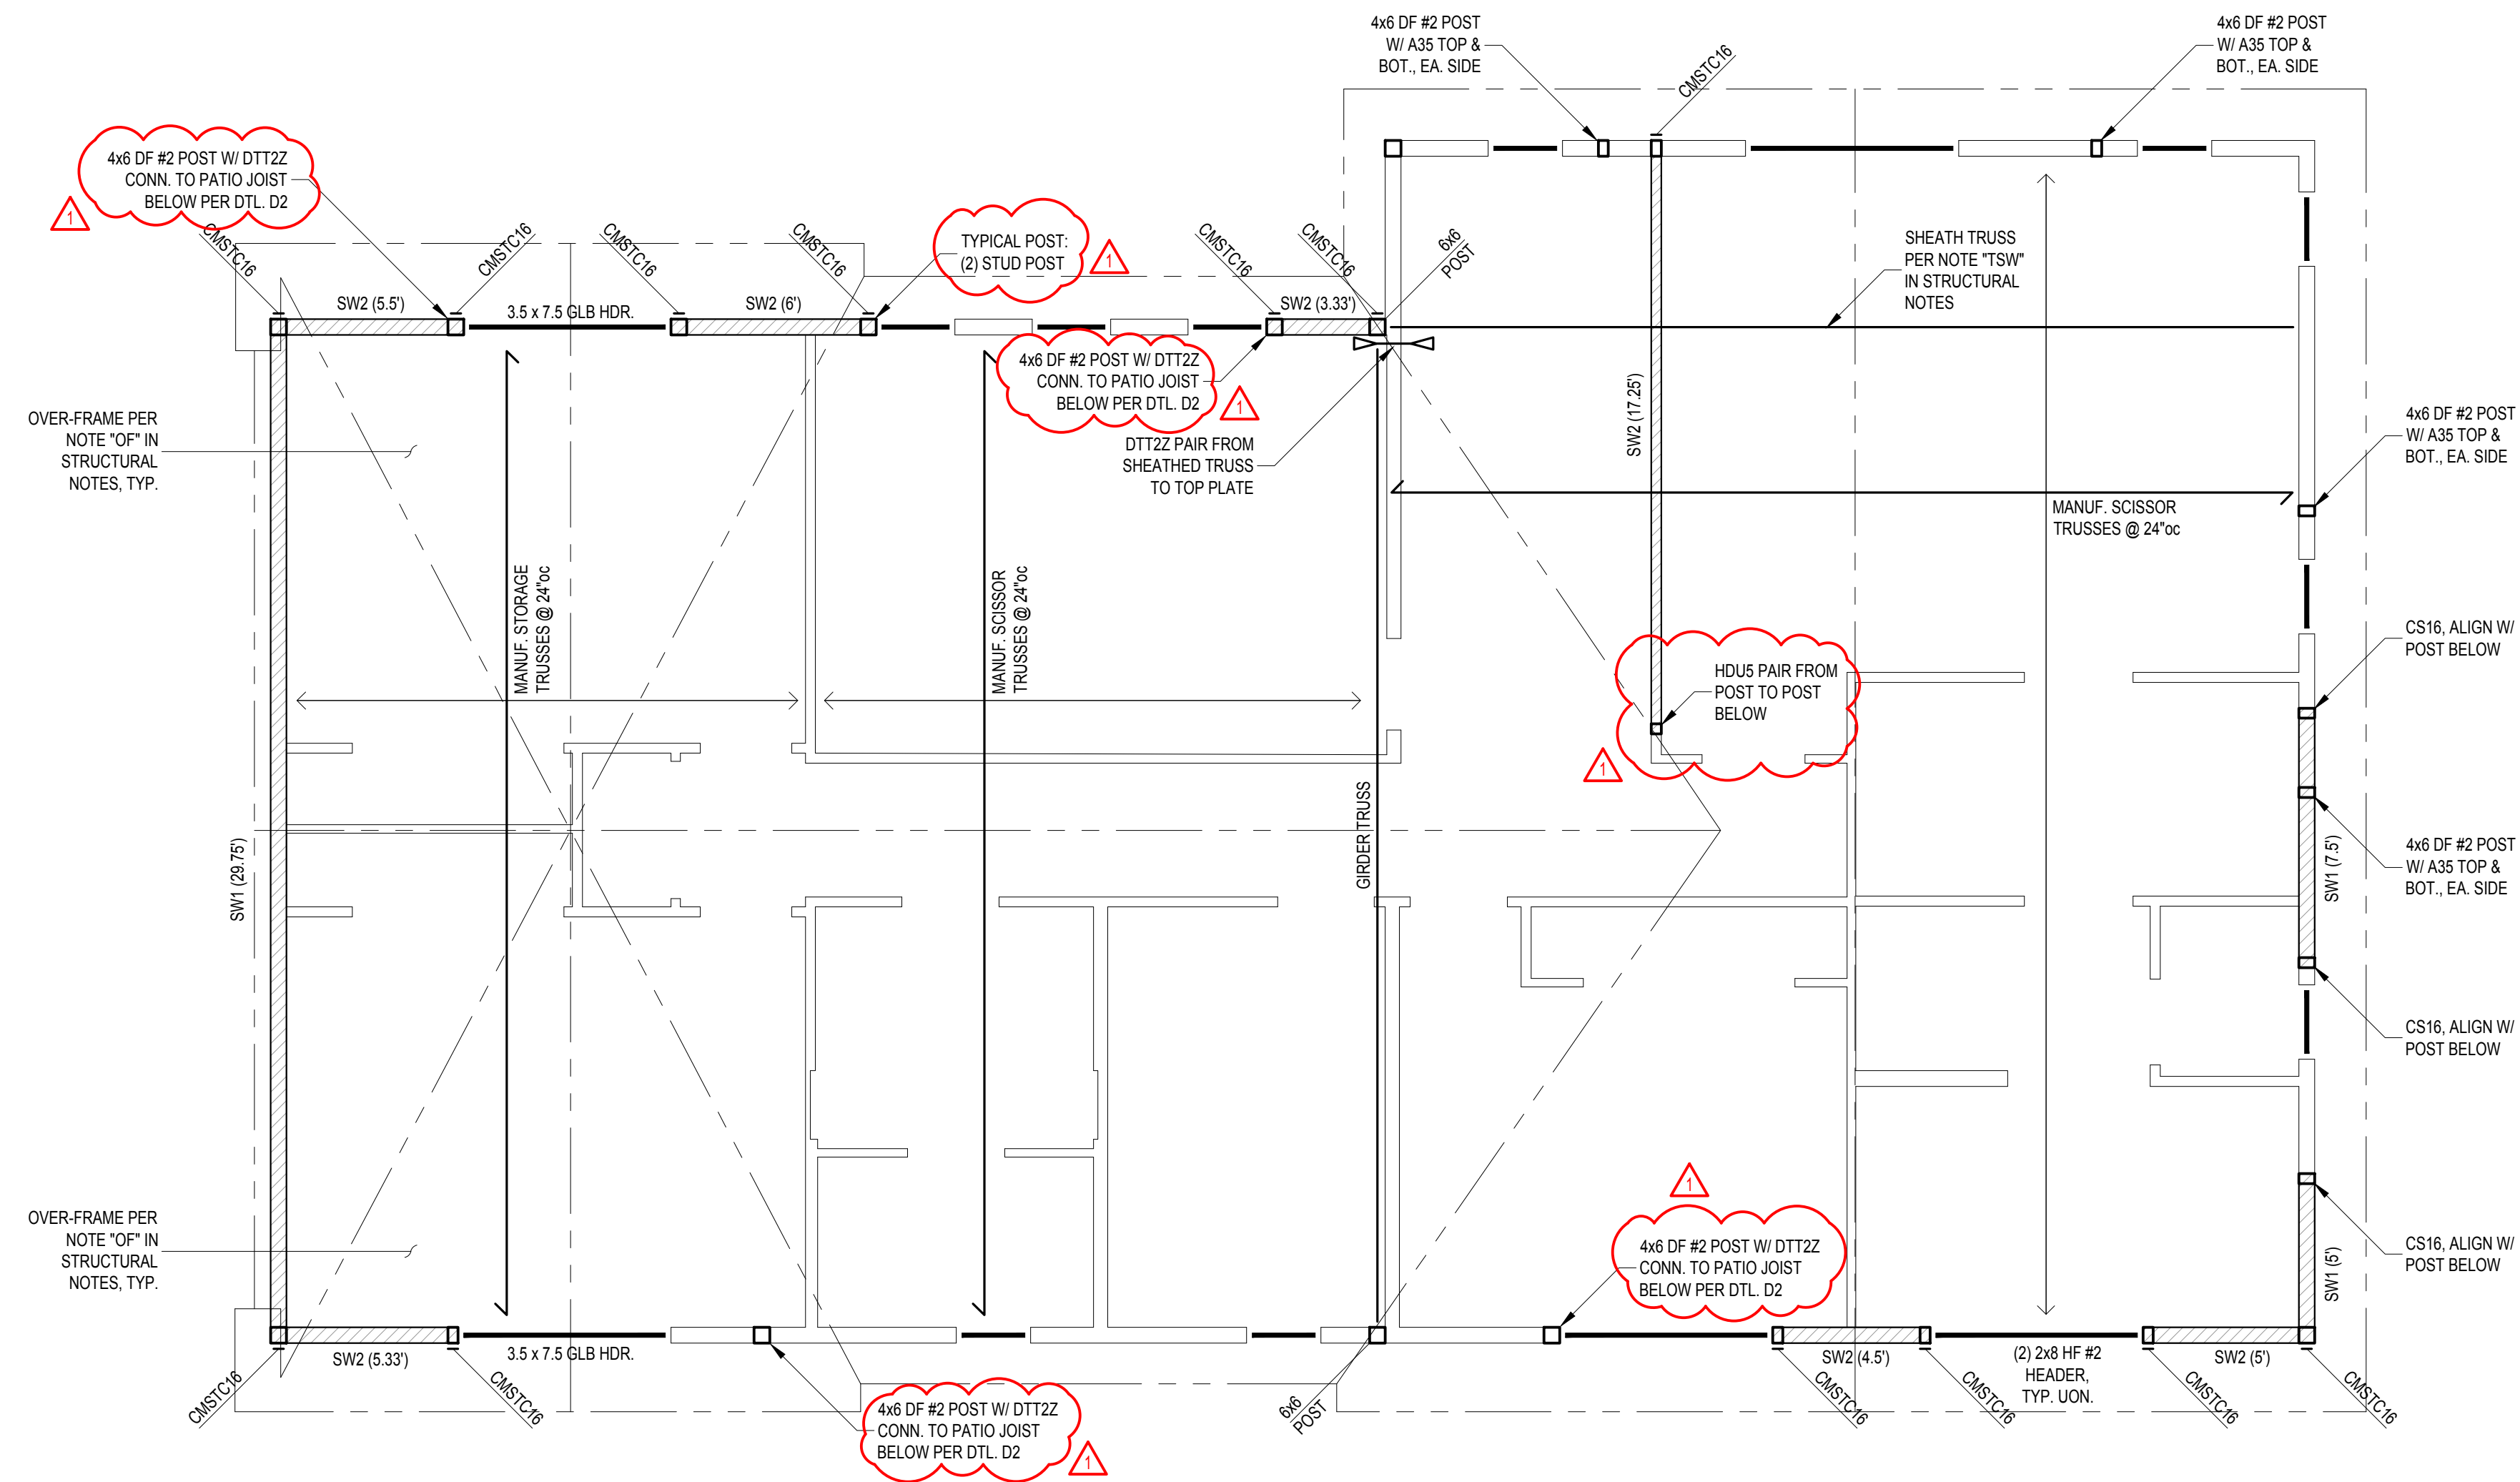 4x6 DF #2 POST
W/ A35 TOP &
BOT., EA. SIDE
4x6 DF #2 POST
W/ A35 TOP &
BOT., EA. SIDE
CMSTC16
4x6 DF #2 POST W/ DTT2Z
CONN. TO PATIO JOIST
BELOW PER DTL. D2
1
CMSTC16
CMSTC16
CMSTC16
CMSTC16
TYPICAL POST:
(2) STUD POST
1
CMSTC16
CMSTC16
6x6
POST
SHEATH TRUSS
PER NOTE "TSW"
IN STRUCTURAL
NOTES
SW2 (5.5')
3.5 x 7.5 GLB HDR.
SW2 (6')
SW2 (3.33')
4x6 DF #2 POST W/ DTT2Z
CONN. TO PATIO JOIST
BELOW PER DTL. D2
1
DTT2Z PAIR FROM
SHEATHED TRUSS
TO TOP PLATE
OVER-FRAME PER
NOTE "OF" IN
STRUCTURAL
NOTES, TYP.
SW2 (17.25')
4x6 DF #2 POST
W/ A35 TOP &
BOT., EA. SIDE
MANUF. SCISSOR
TRUSSES @ 24"oc
MANUF. STORAGE
TRUSSES @ 24"oc
MANUF. SCISSOR
TRUSSES @ 24"oc
HDU5 PAIR FROM
POST TO POST
BELOW
1
CS16, ALIGN W/
POST BELOW
GIRDER TRUSS
SW1 (29.75')
SW1 (7.5')
4x6 DF #2 POST
W/ A35 TOP &
BOT., EA. SIDE
CS16, ALIGN W/
POST BELOW
OVER-FRAME PER
NOTE "OF" IN
STRUCTURAL
NOTES, TYP.
1
4x6 DF #2 POST W/ DTT2Z
CONN. TO PATIO JOIST
BELOW PER DTL. D2
CS16, ALIGN W/
POST BELOW
SW1 (5')
SW2 (5.33')
3.5 x 7.5 GLB HDR.
CMSTC16
CMSTC16
4x6 DF #2 POST W/ DTT2Z
CONN. TO PATIO JOIST
BELOW PER DTL. D2
1
6x6
POST
SW2 (4.5')
(2) 2x8 HF #2
HEADER,
TYP. UON.
SW2 (5')
CMSTC16
CMSTC16
CMSTC16
CMSTC16